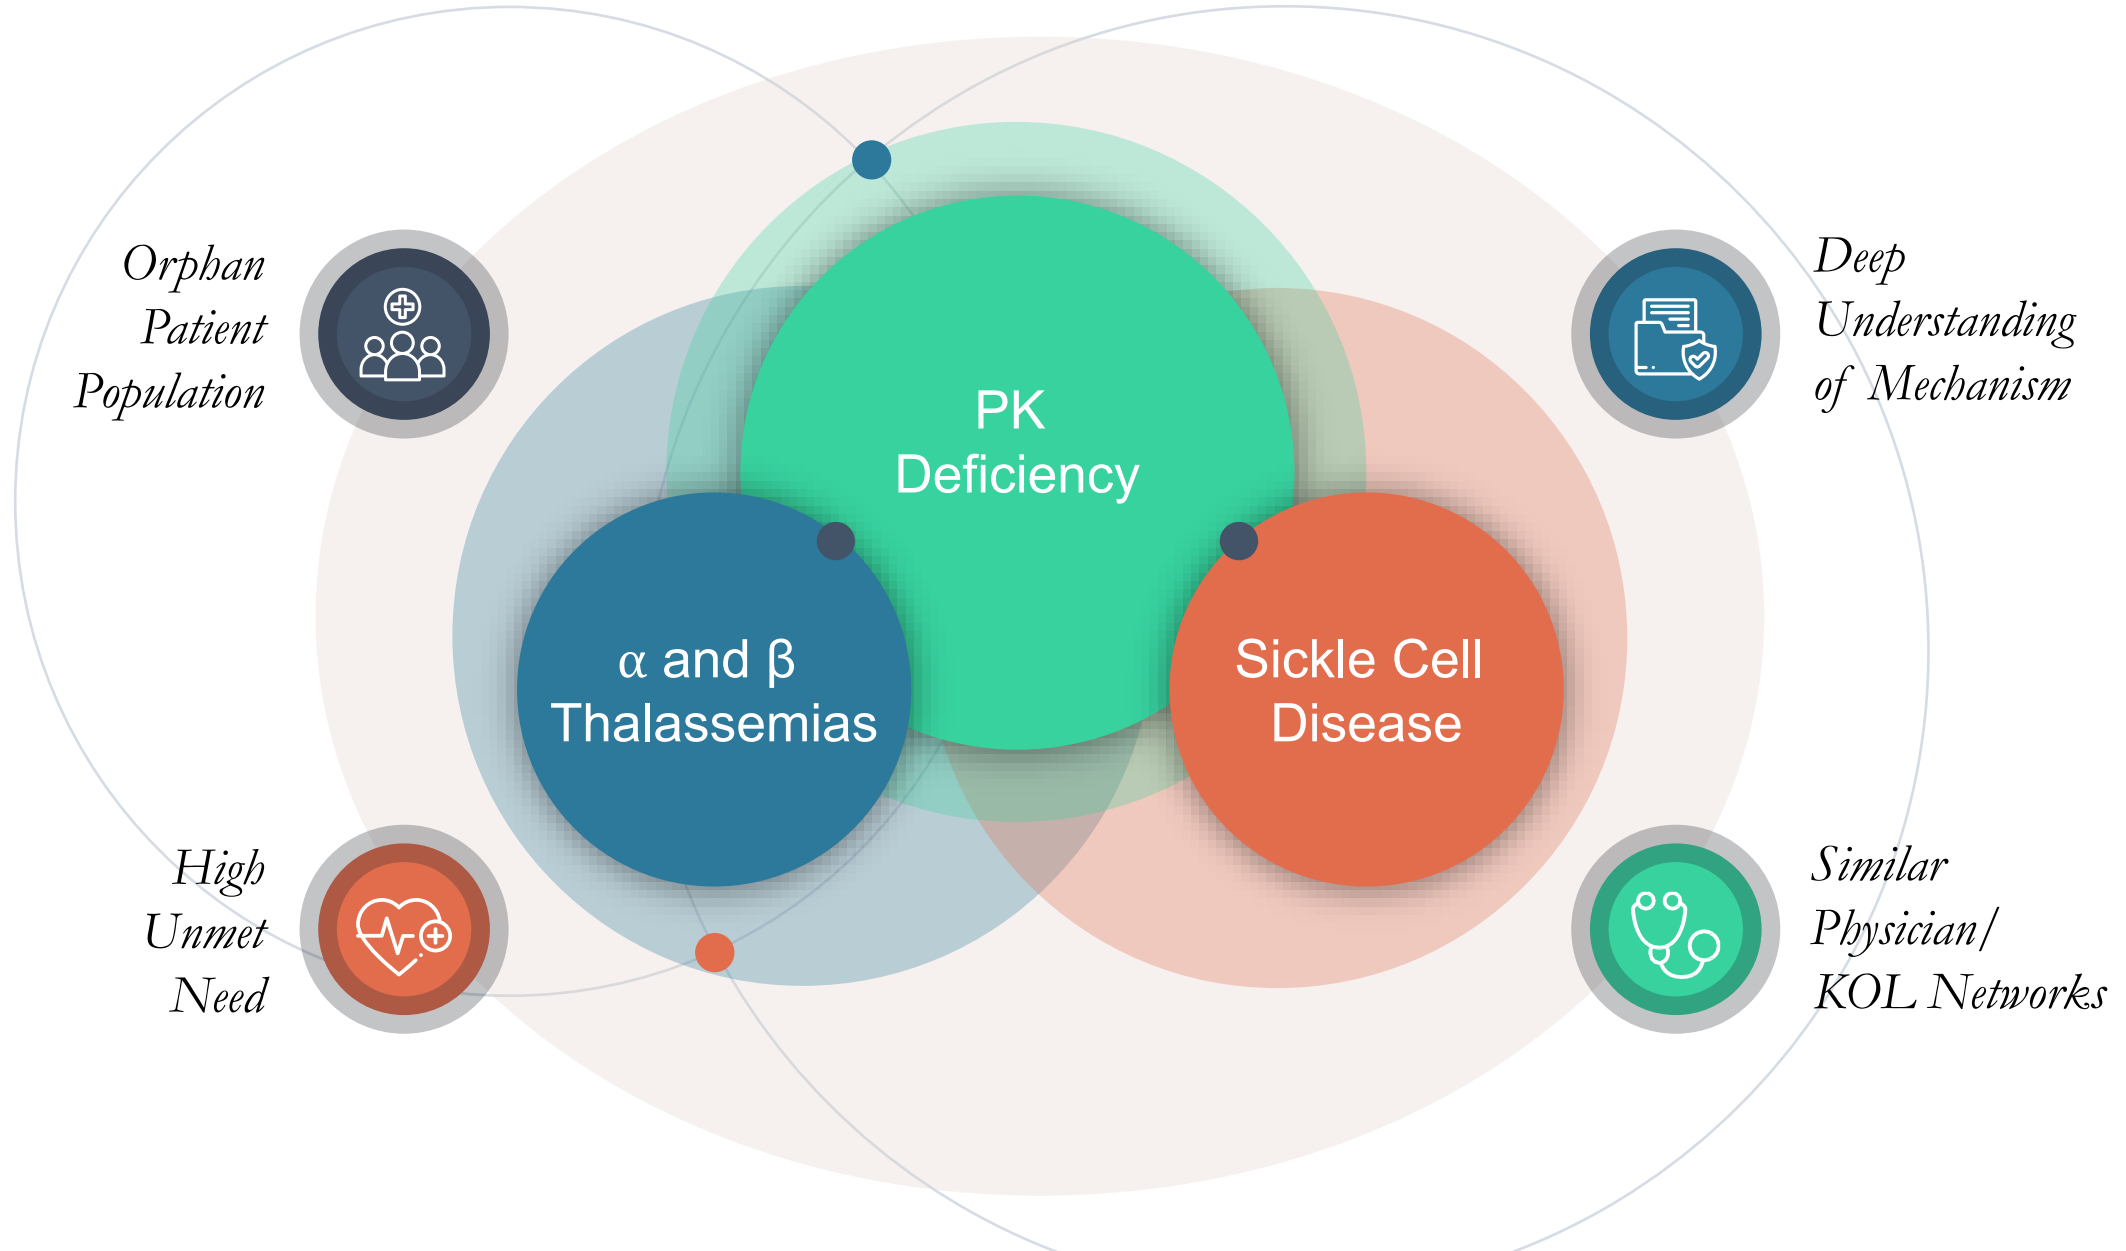 Orphan
Patient
Population
Deep
Understanding
of Mechanism
PK
Deficiency
α and β
Thalassemias
Sickle Cell
Disease
High
Unmet
Need
Similar
Physician/
KOL Networks